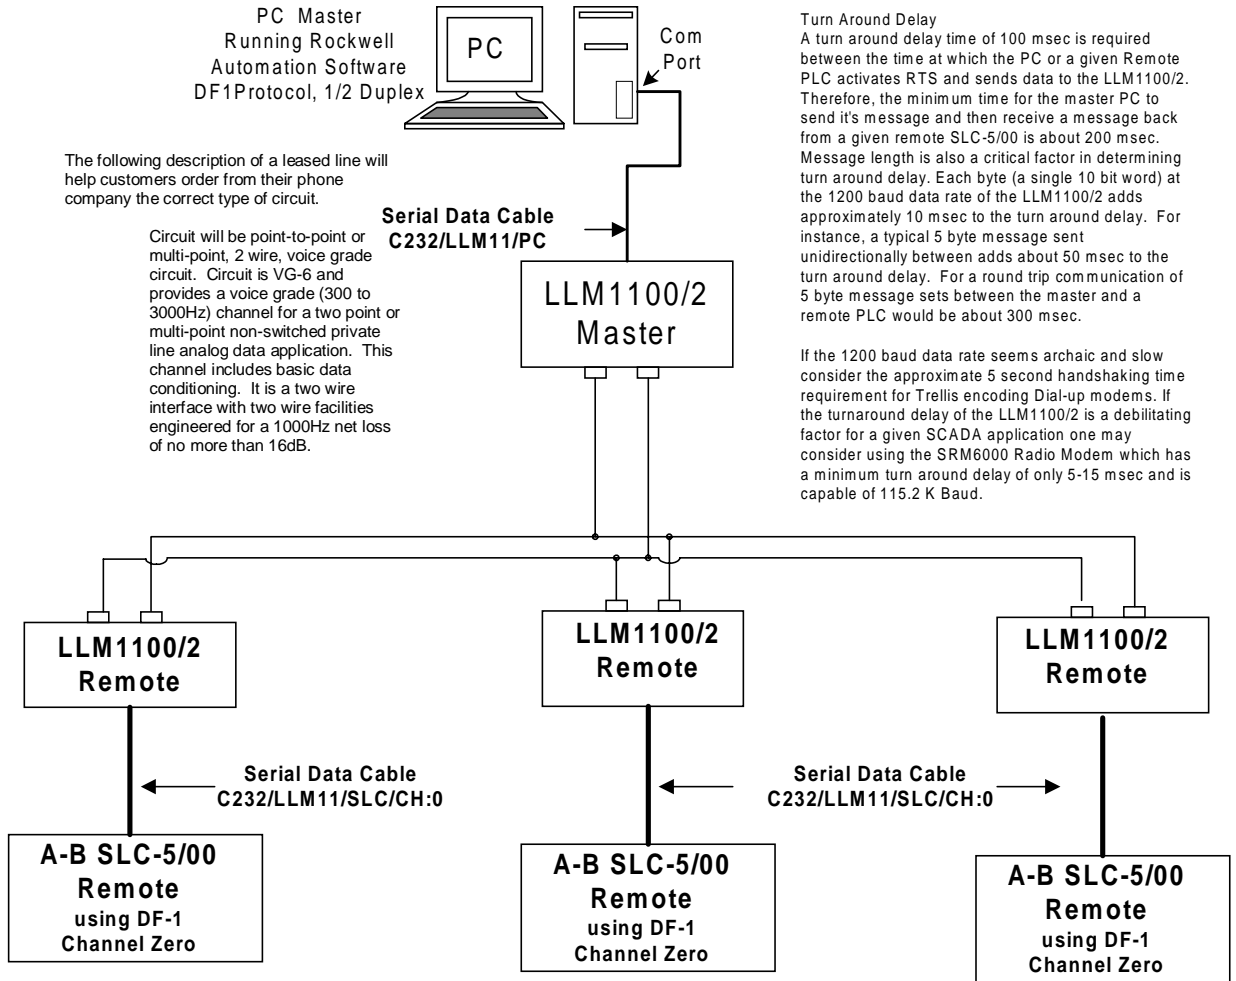 PC Master
Running Rockwell
Automation Software
DF1Protocol, 1/2 Duplex
PC
Com
Port
Turn Around Delay
A turn around delay time of 100 msec is required
between the time at which the PC or a given Remote
PLC activates RTS and sends data to the LLM1100/2.
Therefore, the minimum time for the master PC to
send it's message and then receive a message back
from a given remote SLC-5/00 is about 200 msec.
Message length is also a critical factor in determining
turn around delay. Each byte (a single 10 bit word) at
the 1200 baud data rate of the LLM1100/2 adds
approximately 10 msec to the turn around delay. For
instance, a typical 5 byte message sent
unidirectionally between adds about 50 msec to the
turn around delay. For a round trip communication of
5 byte message sets between the master and a
remote PLC would be about 300 msec.
If the 1200 baud data rate seems archaic and slow
consider the approximate 5 second handshaking time
requirement for Trellis encoding Dial-up modems. If
the turnaround delay of the LLM1100/2 is a debilitating
factor for a given SCADA application one may
consider using the SRM6000 Radio Modem which has
a minimum turn around delay of only 5-15 msec and is
capable of 115.2 K Baud.
The following description of a leased line will
help customers order from their phone
company the correct type of circuit.
Circuit will be point-to-point or
multi-point, 2 wire, voice grade
circuit. Circuit is VG-6 and
provides a voice grade (300 to
3000Hz) channel for a two point or
multi-point non-switched private
line analog data application. This
channel includes basic data
conditioning. It is a two wire
interface with two wire facilities
engineered for a 1000Hz net loss
of no more than 16dB.
Serial Data Cable
C232/LLM11/PC
LLM1100/2
Master
LLM1100/2
Remote
LLM1100/2
Remote
LLM1100/2
Remote
Serial Data Cable
C232/LLM11/SLC/CH:0
Serial Data Cable
C232/LLM11/SLC/CH:0
A-B SLC-5/00
Remote
using DF-1
Channel Zero
A-B SLC-5/00
Remote
using DF-1
Channel Zero
A-B SLC-5/00
Remote
using DF-1
Channel Zero